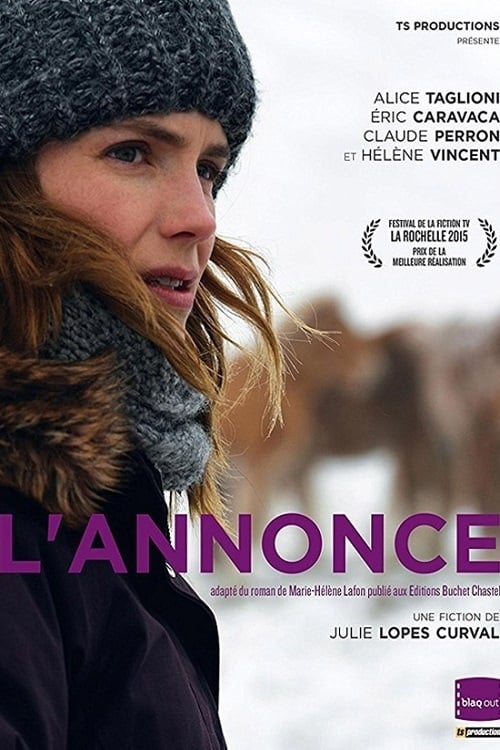 TS PRODUCTIONS
PRÉSENTE
ALICE TAGLIONI
ÉRIC CARAVACA
CLAUDE PERRON
ET HÉLÈNE VINCENT
FESTIVAL DE LA FICTION TV
LA ROCHELLE 2015
PRIX DE LA
MEILLEURE RÉALISATION
L'ANNONCE
adapté du roman de Marie-Hélène Lafon publié aux Editions Buchet Chastel
UNE FICTION DE
JULIE LOPES CURVAL
blaq out
ts production